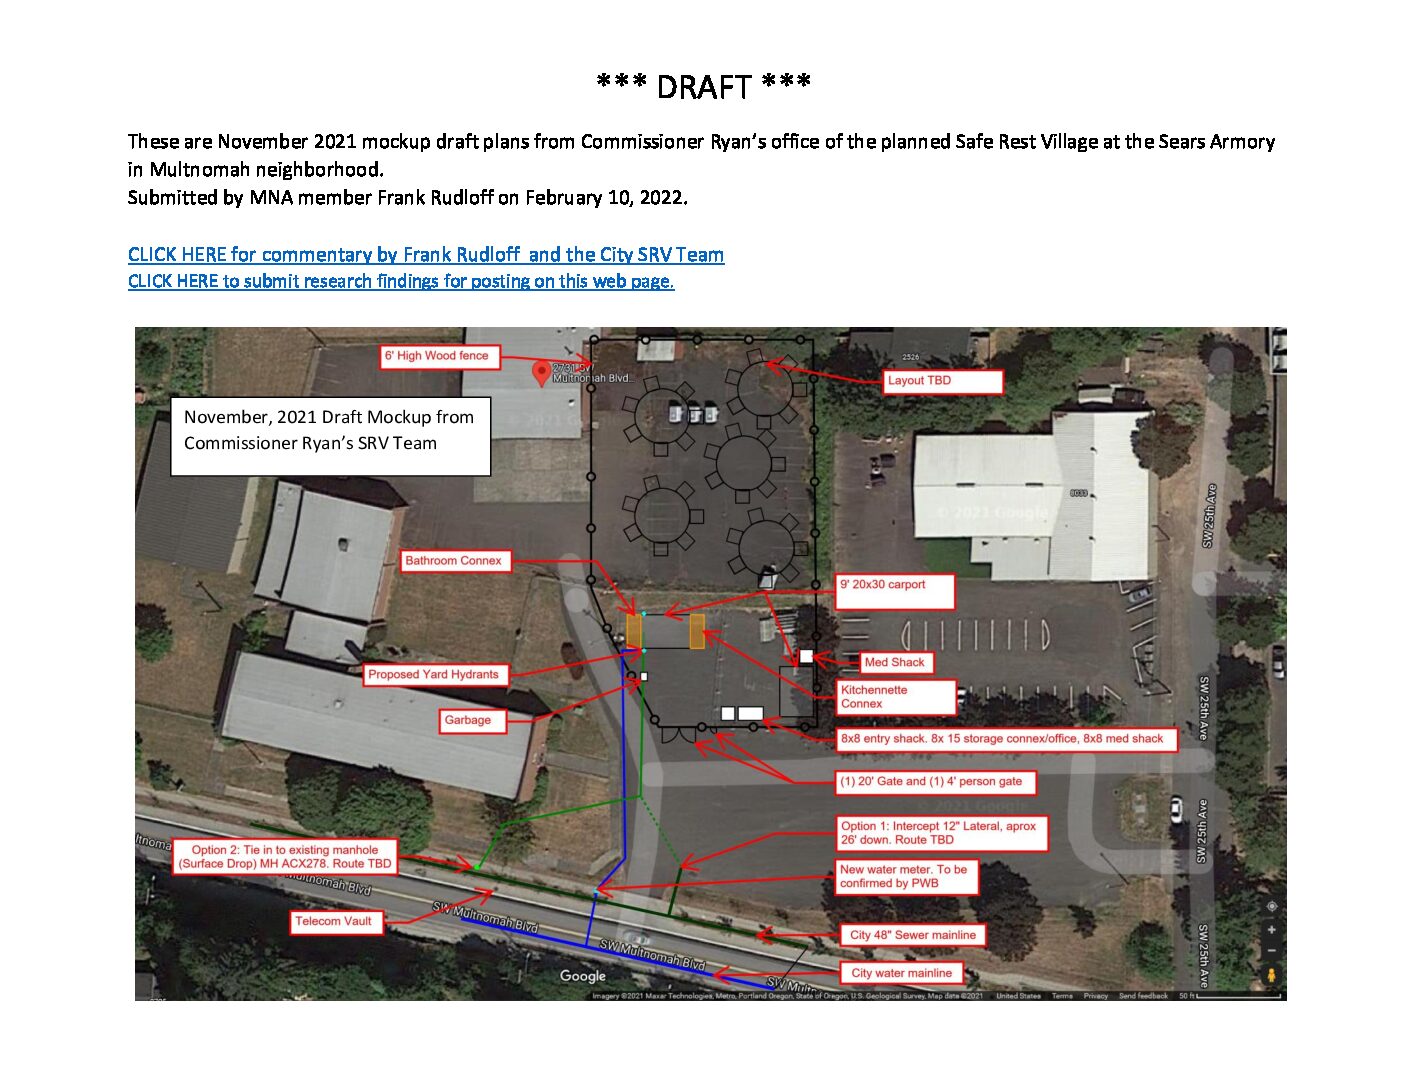 *** DRAFT ***
These are November 2021 mockup draft plans from Commissioner Ryan’s office of the planned Safe Rest Village at the Sears Armory
in Multnomah neighborhood.
Submitted by MNA member Frank Rudloff on February 10, 2022.
CLICK HERE for commentary by Frank Rudloff  and the City SRV Team
CLICK HERE to submit research findings for posting on this web page.
6' High Wood fence
2731 SW
Multnomah Blvd...
2526
Layout TBD
November, 2021 Draft Mockup from
Commissioner Ryan’s SRV Team
8033
© 2021 Google
SW 25th Ave
Bathroom Connex
9' 20x30 carport
Med Shack
Proposed Yard Hydrants
Kitchennette
Connex
SW 25th Ave
Garbage
8x8 entry shack. 8x 15 storage connex/office, 8x8 med shack
(1) 20' Gate and (1) 4' person gate
© 2021 Google
Option 1: Intercept 12" Lateral, aprox
26' down. Route TBD
SW 25th Ave
Option 2: Tie in to existing manhole
(Surface Drop) MH ACX278. Route TBD
New water meter. To be
confirmed by PWB
Multnomah Blvd
SW Multnomah Blvd
Telecom Vault
City 48" Sewer mainline
SW Multnomah Blvd
SW 25th Ave
City water mainline
Google
SW Multn
Imagery ©2021 Maxar Technologies, Metro, Portland Oregon, State of Oregon, U.S. Geological Survey, Map data ©2021 United States Terms Privacy Send feedback 50 ft